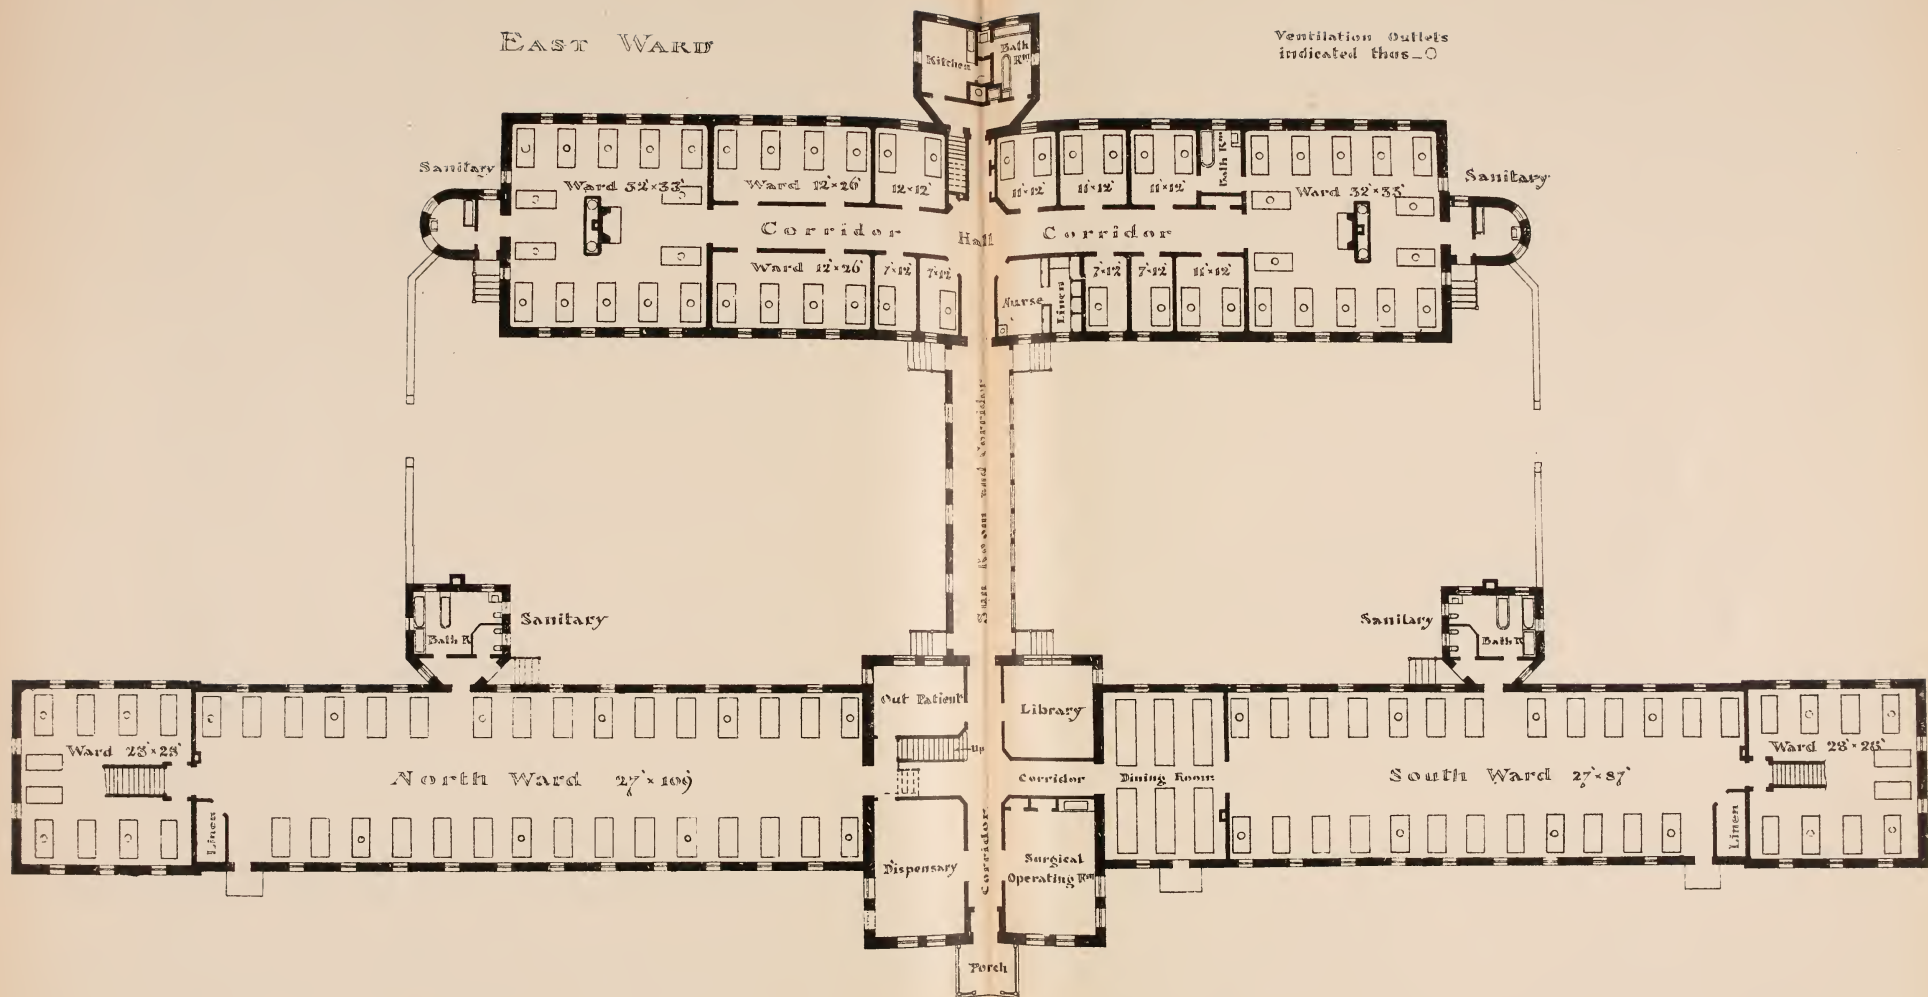 EAST WARD
Ventilation Outlets
indicated thus_O
Kitchen
Bath
Rm
Sanitary
Ward 32'×33'
Ward 12'×26'
12×12'
11'×12'
11'×12'
11'×12'
Bath Rm
Ward 32'×33'
Sanitary
Corridor
Hall
Corridor
Ward 12'×26'
7'×12'
7'×12'
Nurse
Linen
7'×12'
7'×12'
11'×12'
Sun Room and Corridor
Sanitary
Bath R
Sanitary
Bath R
Out Patient
Library
Up
Ward 28'×28'
North Ward 27'×109'
Corridor
Dining Room
South Ward 27'×87'
Ward 28'×28'
Linen
Dispensary
Corridor
Surgical
Operating Rm
Linen
Porch